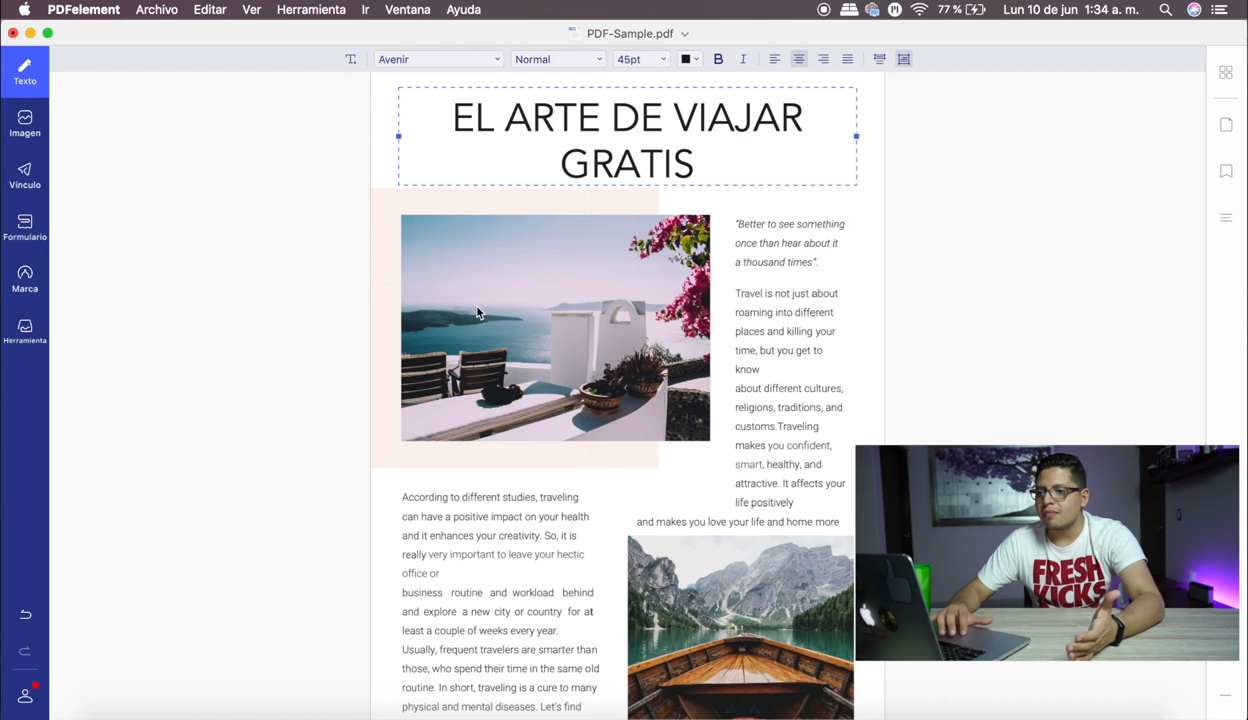 PDFelement Archivo Editar Ver Herramienta Ir Ventana Ayuda 77 % Lun 10 de jun 1:34 a. m.
PDF-Sample.pdf
Avenir Normal 45pt B I
Texto
Imagen
Vínculo
Formulario
Marca
Herramienta
EL ARTE DE VIAJAR
GRATIS
"Better to see something
once than hear about it
a thousand times".
Travel is not just about
roaming into different
places and killing your
time, but you get to
know
about different cultures,
religions, traditions, and
customs.Traveling
makes you confident,
smart, healthy, and
attractive. It affects your
life positively
and makes you love your life and home more
According to different studies, traveling
can have a positive impact on your health
and it enhances your creativity. So, it is
really very important to leave your hectic
office or
business routine and workload behind
and explore a new city or country for at
least a couple of weeks every year.
Usually, frequent travelers are smarter than
those, who spend their time in the same old
routine. In short, traveling is a cure to many
physical and mental diseases. Let's find
FRESH
KICKS